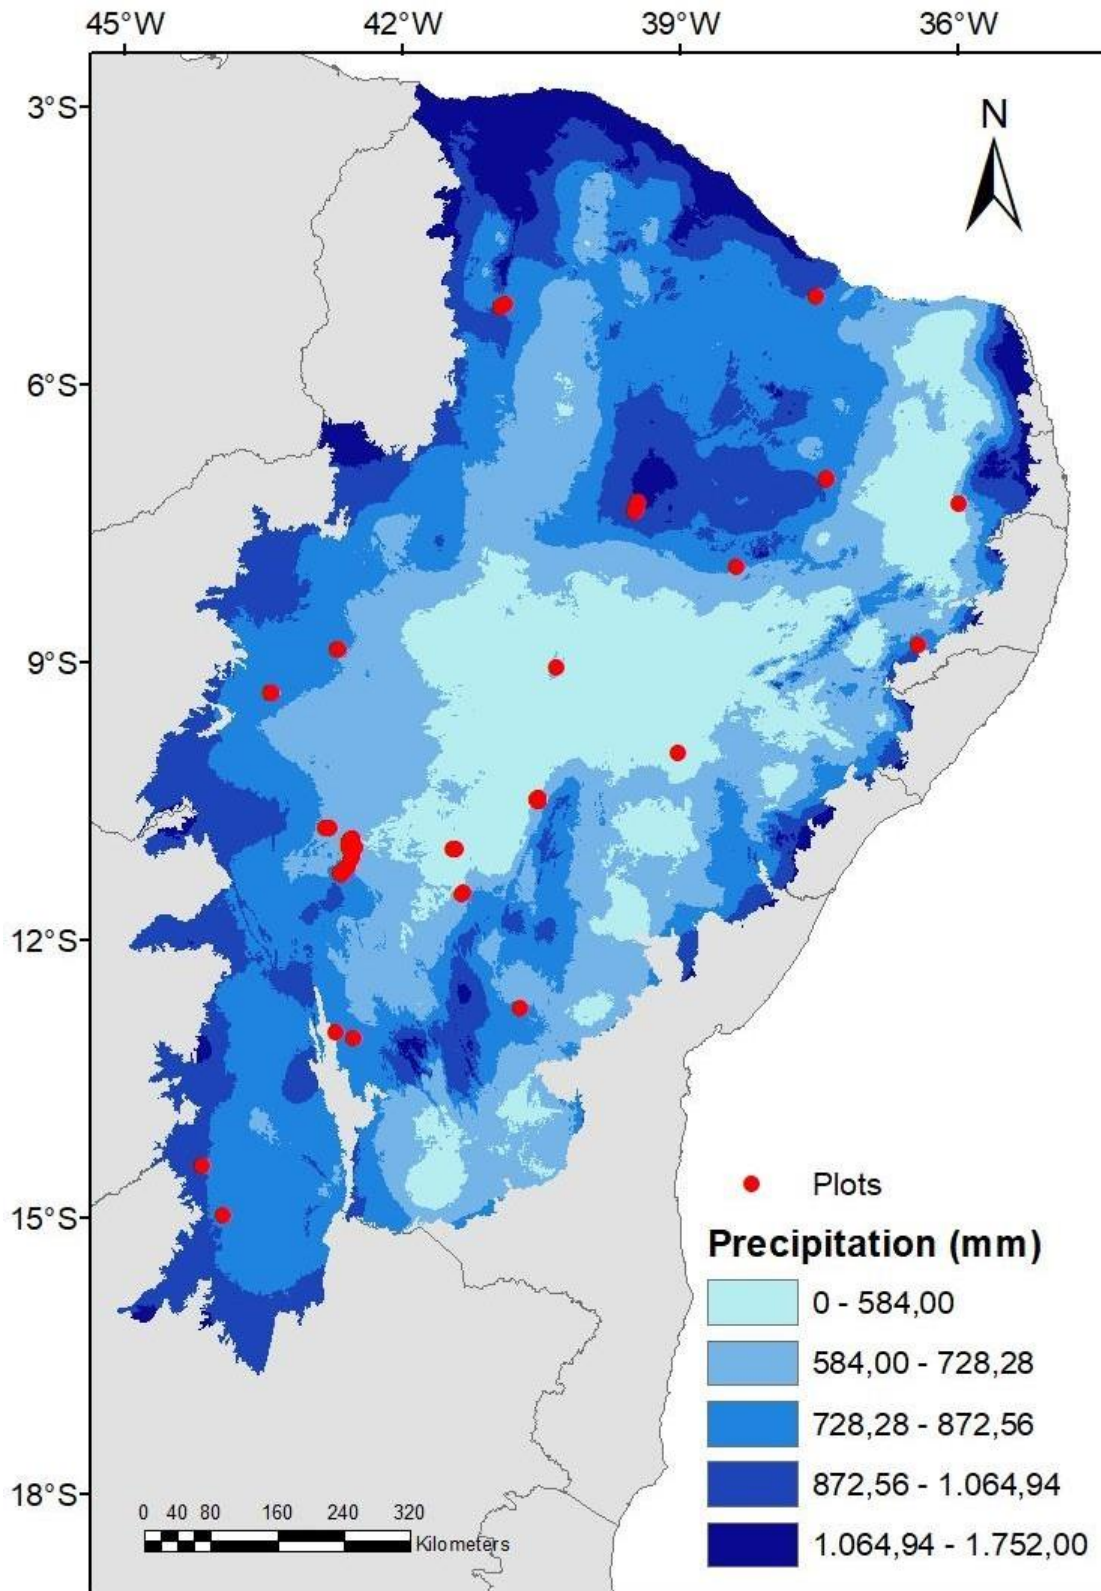 45°W 42°W 39°W 36°W
3°S
N
6°S
9°S
12°S
15°S
Plots
Precipitation (mm)
0 - 584,00
584,00 - 728,28
728,28 - 872,56
872,56 - 1.064,94
18°S
0 40 80 160 240 320
Kilometers
1.064,94 - 1.752,00